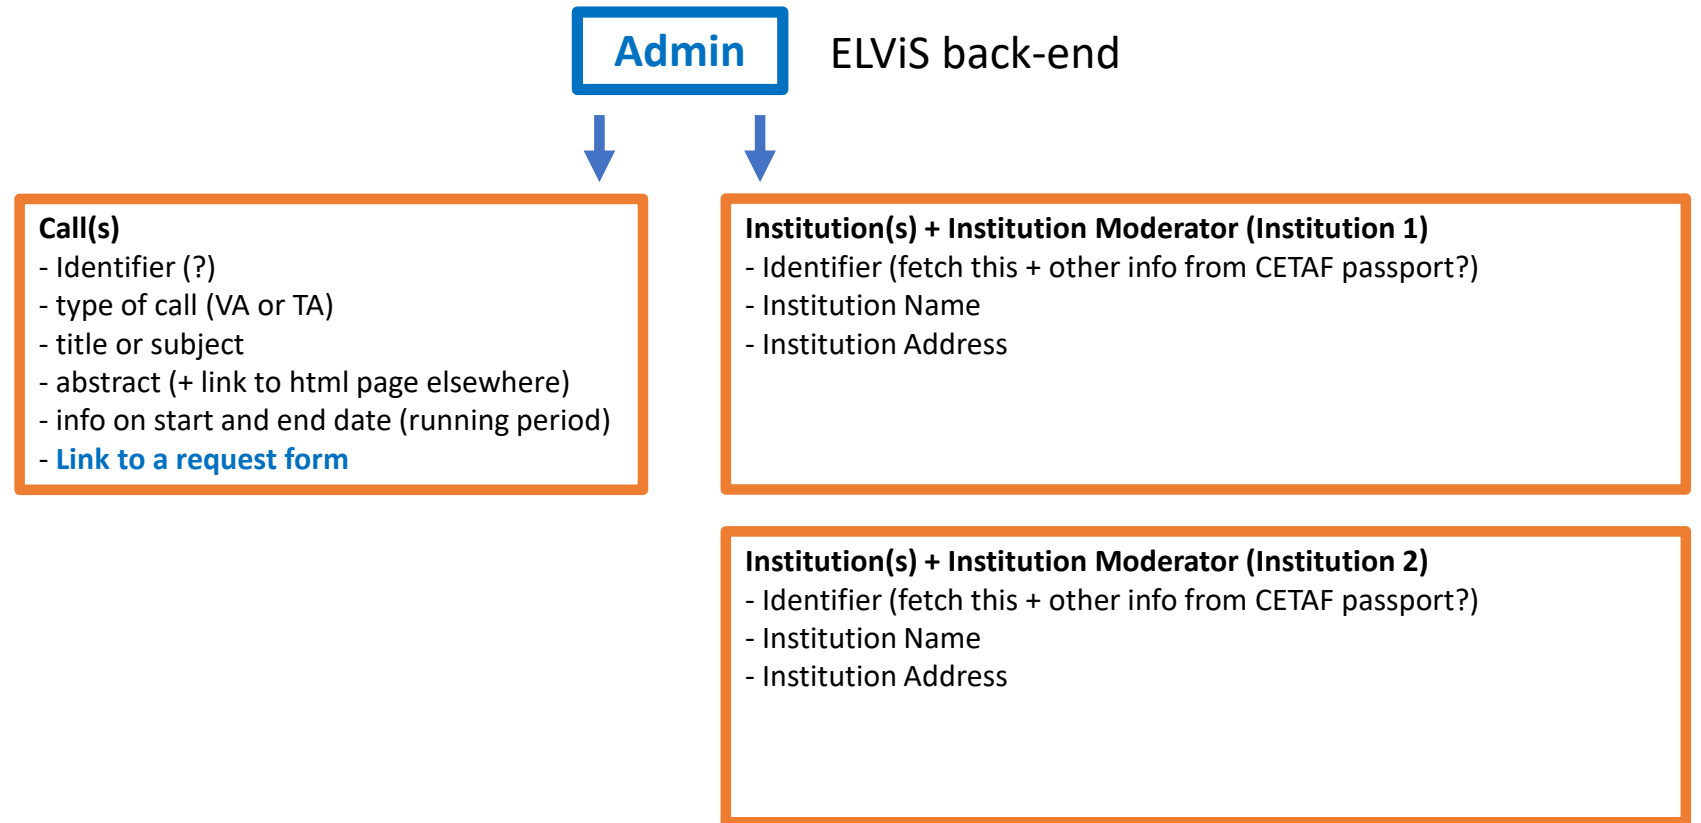 Admin
ELViS back-end
Call(s)
- Identifier (?)
- type of call (VA or TA)
- title or subject
- abstract (+ link to html page elsewhere)
- info on start and end date (running period)
- Link to a request form
Institution(s) + Institution Moderator (Institution 1)
- Identifier (fetch this + other info from CETAF passport?)
- Institution Name
- Institution Address
Institution(s) + Institution Moderator (Institution 2)
- Identifier (fetch this + other info from CETAF passport?)
- Institution Name
- Institution Address